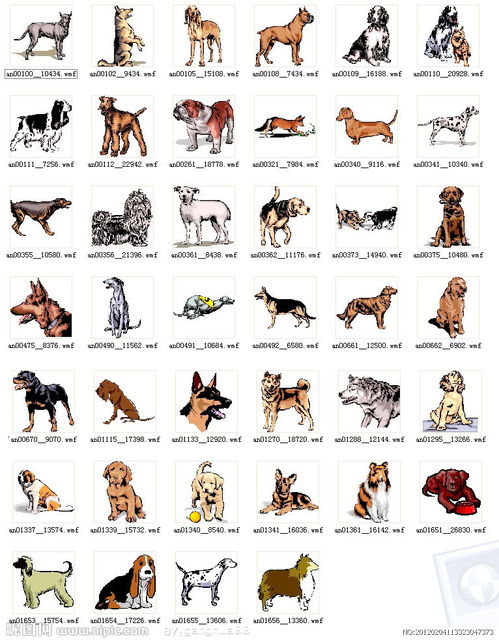 an00100__10434.wmf an00102__9434.wmf an00105__15108.wmf an00108__7434.wmf an00109__16188.wmf an00110__20928.wmf
an00111__7256.wmf an00112__22942.wmf an00261__18778.wmf an00321__7984.wmf an00340__9116.wmf an00341__10340.wmf
an00355__10580.wmf an00356__21396.wmf an00361__8438.wmf an00362__11176.wmf an00373__14940.wmf an00375__10480.wmf
an00475__8376.wmf an00490__11562.wmf an00491__10684.wmf an00492__6580.wmf an00661__12500.wmf an00662__6902.wmf
an00670__9070.wmf an01115__17398.wmf an01133__12920.wmf an01270__18720.wmf an01288__12144.wmf an01295__13266.wmf
an01337__13574.wmf an01339__15732.wmf an01340__8540.wmf an01341__16036.wmf an01361__16142.wmf an01651__26830.wmf
an01653__15754.wmf an01654__17226.wmf an01655__13606.wmf an01656__13360.wmf
昵图网 www.nipic.com
NO:20120204113323047373